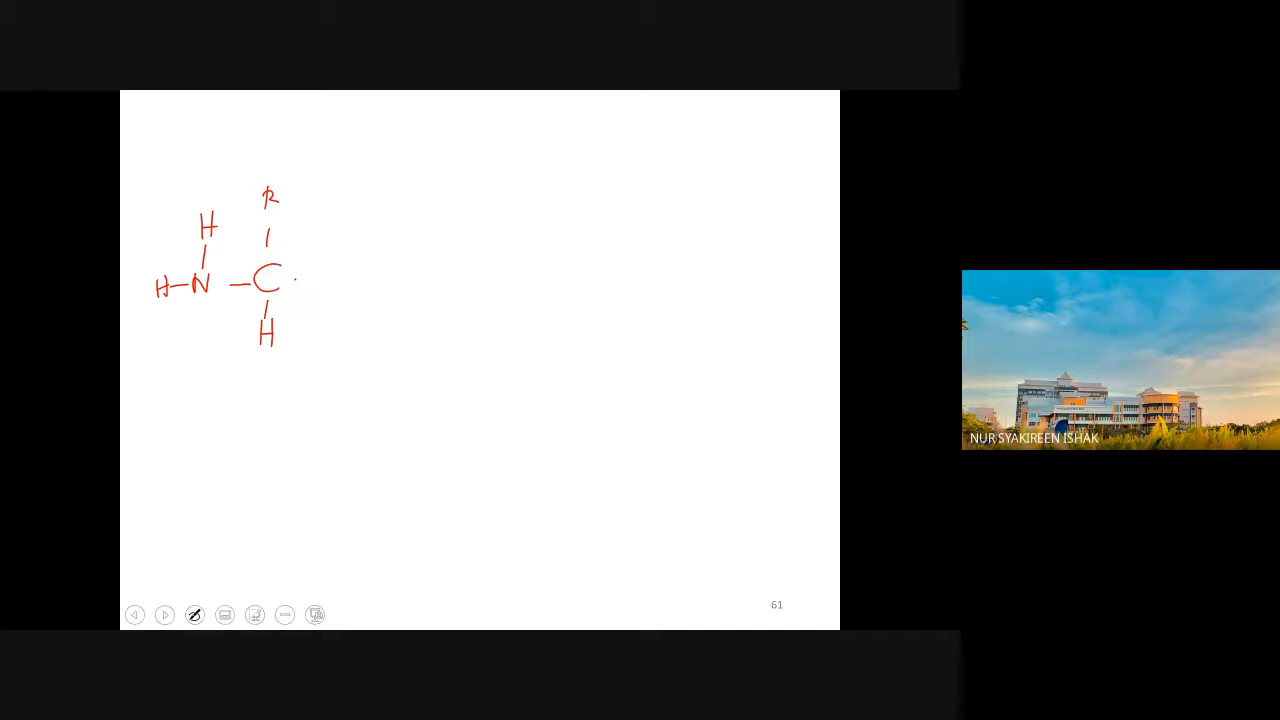 R
H
H-N-C
H
NUR SYAKIREEN ISHAK
61